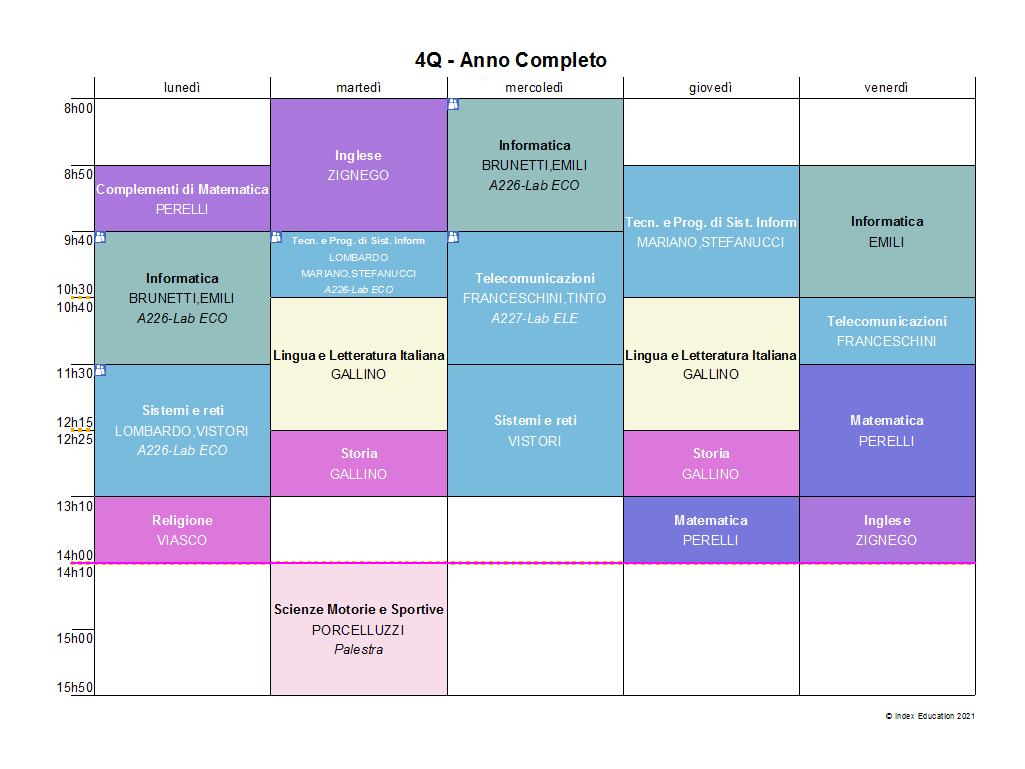 4Q - Anno Completo
lunedì
martedì
mercoledì
giovedì
venerdì
8h00
8h50
9h40
10h30
10h40
11h30
12h15
12h25
13h10
14h00
14h10
15h00
15h50
Complementi di Matematica
PERELLI
Informatica
BRUNETTI,EMILI
A226-Lab ECO
Sistemi e reti
LOMBARDO,VISTORI
A226-Lab ECO
Religione
VIASCO
Inglese
ZIGNEGO
Tecn. e Prog. di Sist. Inform
LOMBARDO
MARIANO,STEFANUCCI
A226-Lab ECO
Lingua e Letteratura Italiana
GALLINO
Storia
GALLINO
Scienze Motorie e Sportive
PORCELLUZZI
Palestra
Informatica
BRUNETTI,EMILI
A226-Lab ECO
Telecomunicazioni
FRANCESCHINI,TINTO
A227-Lab ELE
Sistemi e reti
VISTORI
Tecn. e Prog. di Sist. Inform
MARIANO,STEFANUCCI
Lingua e Letteratura Italiana
GALLINO
Storia
GALLINO
Matematica
PERELLI
Informatica
EMILI
Telecomunicazioni
FRANCESCHINI
Matematica
PERELLI
Inglese
ZIGNEGO
© Index Education 2021